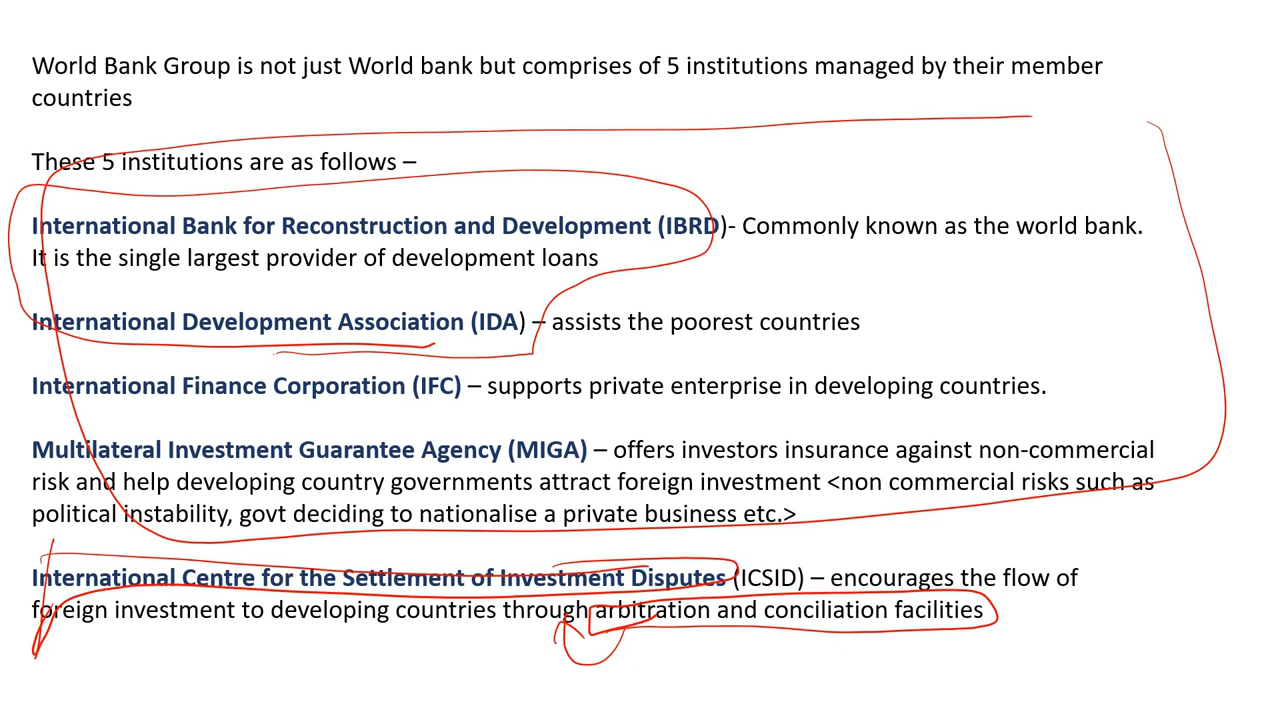 World Bank Group is not just World bank but comprises of 5 institutions managed by their member
countries
These 5 institutions are as follows –
International Bank for Reconstruction and Development (IBRD)- Commonly known as the world bank.
It is the single largest provider of development loans
International Development Association (IDA) – assists the poorest countries
International Finance Corporation (IFC) – supports private enterprise in developing countries.
Multilateral Investment Guarantee Agency (MIGA) – offers investors insurance against non-commercial
risk and help developing country governments attract foreign investment <non commercial risks such as
political instability, govt deciding to nationalise a private business etc.>
International Centre for the Settlement of Investment Disputes (ICSID) – encourages the flow of
foreign investment to developing countries through arbitration and conciliation facilities